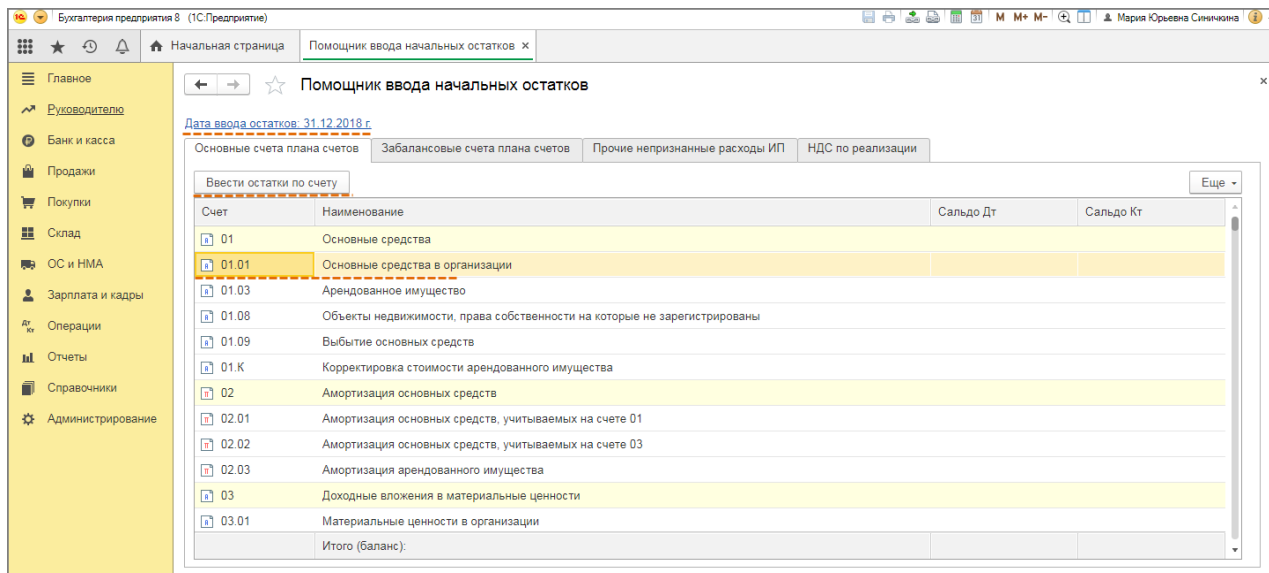 1С Бухгалтерия предприятия 8 (1С:Предприятие) 31 M M+ M- Мария Юрьевна Синичкина i
Начальная страница Помощник ввода начальных остатков ×
Главное
Руководителю
Банк и касса
Продажи
Покупки
Склад
ОС и НМА
Зарплата и кадры
Дт Кт Операции
Отчеты
Справочники
Администрирование
Помощник ввода начальных остатков ×
Дата ввода остатков: 31.12.2018 г.
Основные счета плана счетов Забалансовые счета плана счетов Прочие непризнанные расходы ИП НДС по реализации
Ввести остатки по счету Еще
Счет Наименование Сальдо Дт Сальдо Кт
01 Основные средства
01.01 Основные средства в организации
01.03 Арендованное имущество
01.08 Объекты недвижимости, права собственности на которые не зарегистрированы
01.09 Выбытие основных средств
01.К Корректировка стоимости арендованного имущества
02 Амортизация основных средств
02.01 Амортизация основных средств, учитываемых на счете 01
02.02 Амортизация основных средств, учитываемых на счете 03
02.03 Амортизация арендованного имущества
03 Доходные вложения в материальные ценности
03.01 Материальные ценности в организации
Итого (баланс):